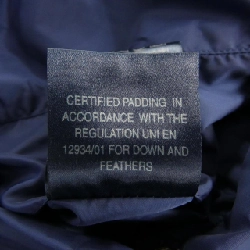 CERTIFIED PADDING IN
ACCORDANCE WITH THE
REGULATION UNI EN
12934/01 FOR DOWN AND
FEATHERS